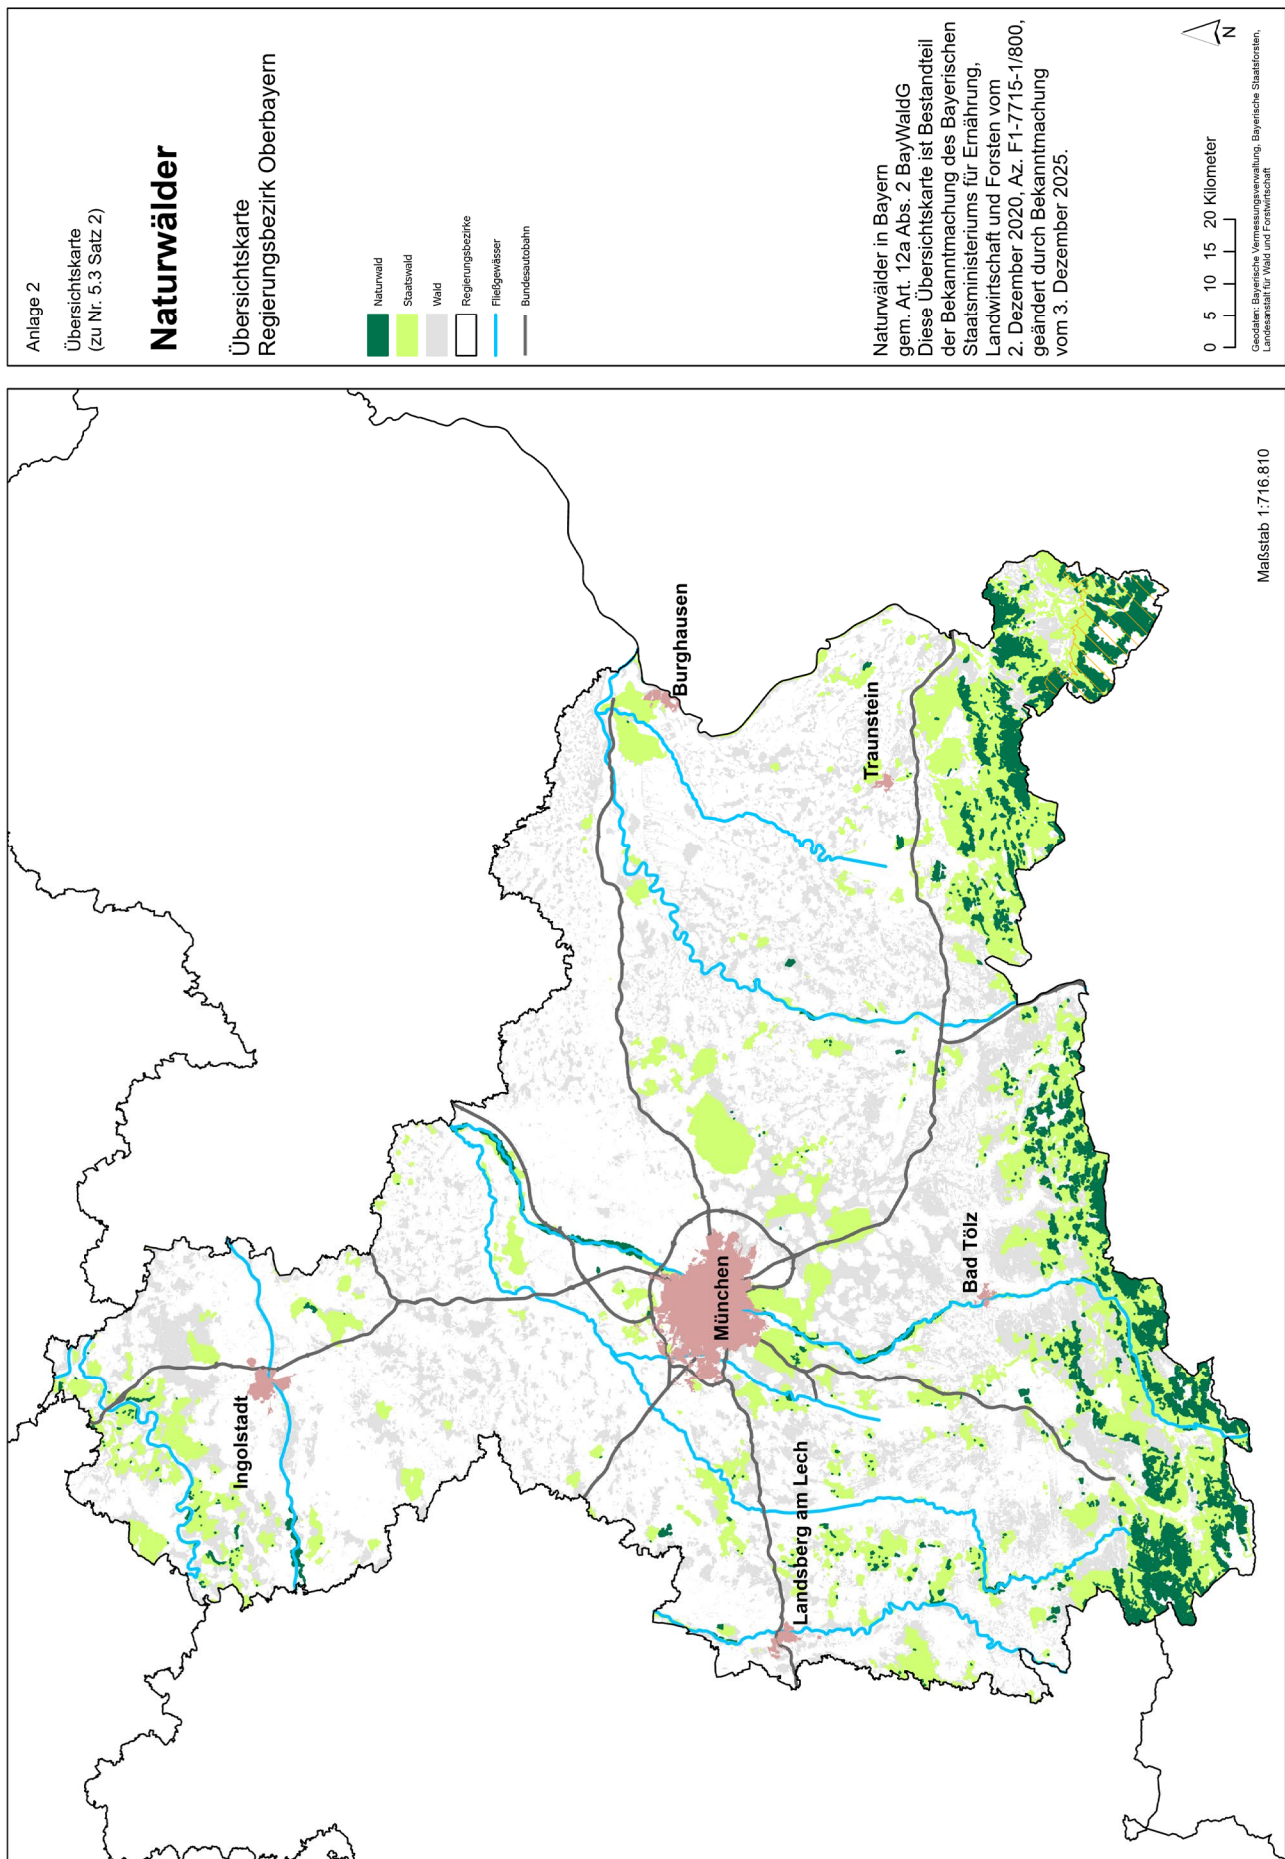 Anlage 2
Übersichtskarte
(zu Nr. 5.3 Satz 2)
Naturwälder
Übersichtskarte
Regierungsbezirk Oberbayern
Naturwald
Staatswald
Wald
Regierungsbezirke
Fließgewässer
Bundesautobahn
Naturwälder in Bayern
gem. Art. 12a Abs. 2 BayWaldG
Diese Übersichtskarte ist Bestandteil
der Bekanntmachung des Bayerischen
Staatsministeriums für Ernährung,
Landwirtschaft und Forsten vom
2. Dezember 2020, Az. F1-7715-1/800,
geändert durch Bekanntmachung
vom 3. Dezember 2025.
0 5 10 15 20 Kilometer
N
Geodaten: Bayerische Vermessungsverwaltung, Bayerische Staatsforsten,
Landesanstalt für Wald und Forstwirtschaft
Ingolstadt
Burghausen
München
Landsberg am Lech
Traunstein
Bad Tölz
Maßstab 1:716.810